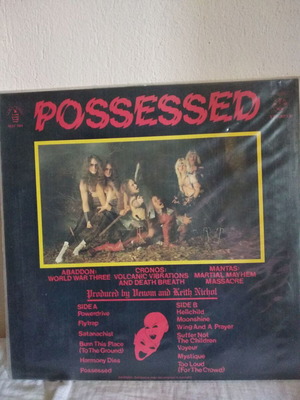 POSSESSED
ABADDON:
WORLD WAR THREE
CRONOS:
VOLCANIC VIBRATIONS
AND DEATH BREATH
MANTAS:
MARTIAL MAYHEM
MASSACRE
Produced by Venom and Keith Nichol
SIDE A
Powerdrive
Flytrap
Satanachist
Burn This Place
(To The Ground)
Harmony Dies
Possessed
SIDE B
Hellchild
Moonshine
Wing And A Prayer
Suffer Not
The Children
Voyeur
Mystique
Too Loud
(For The Crowd)